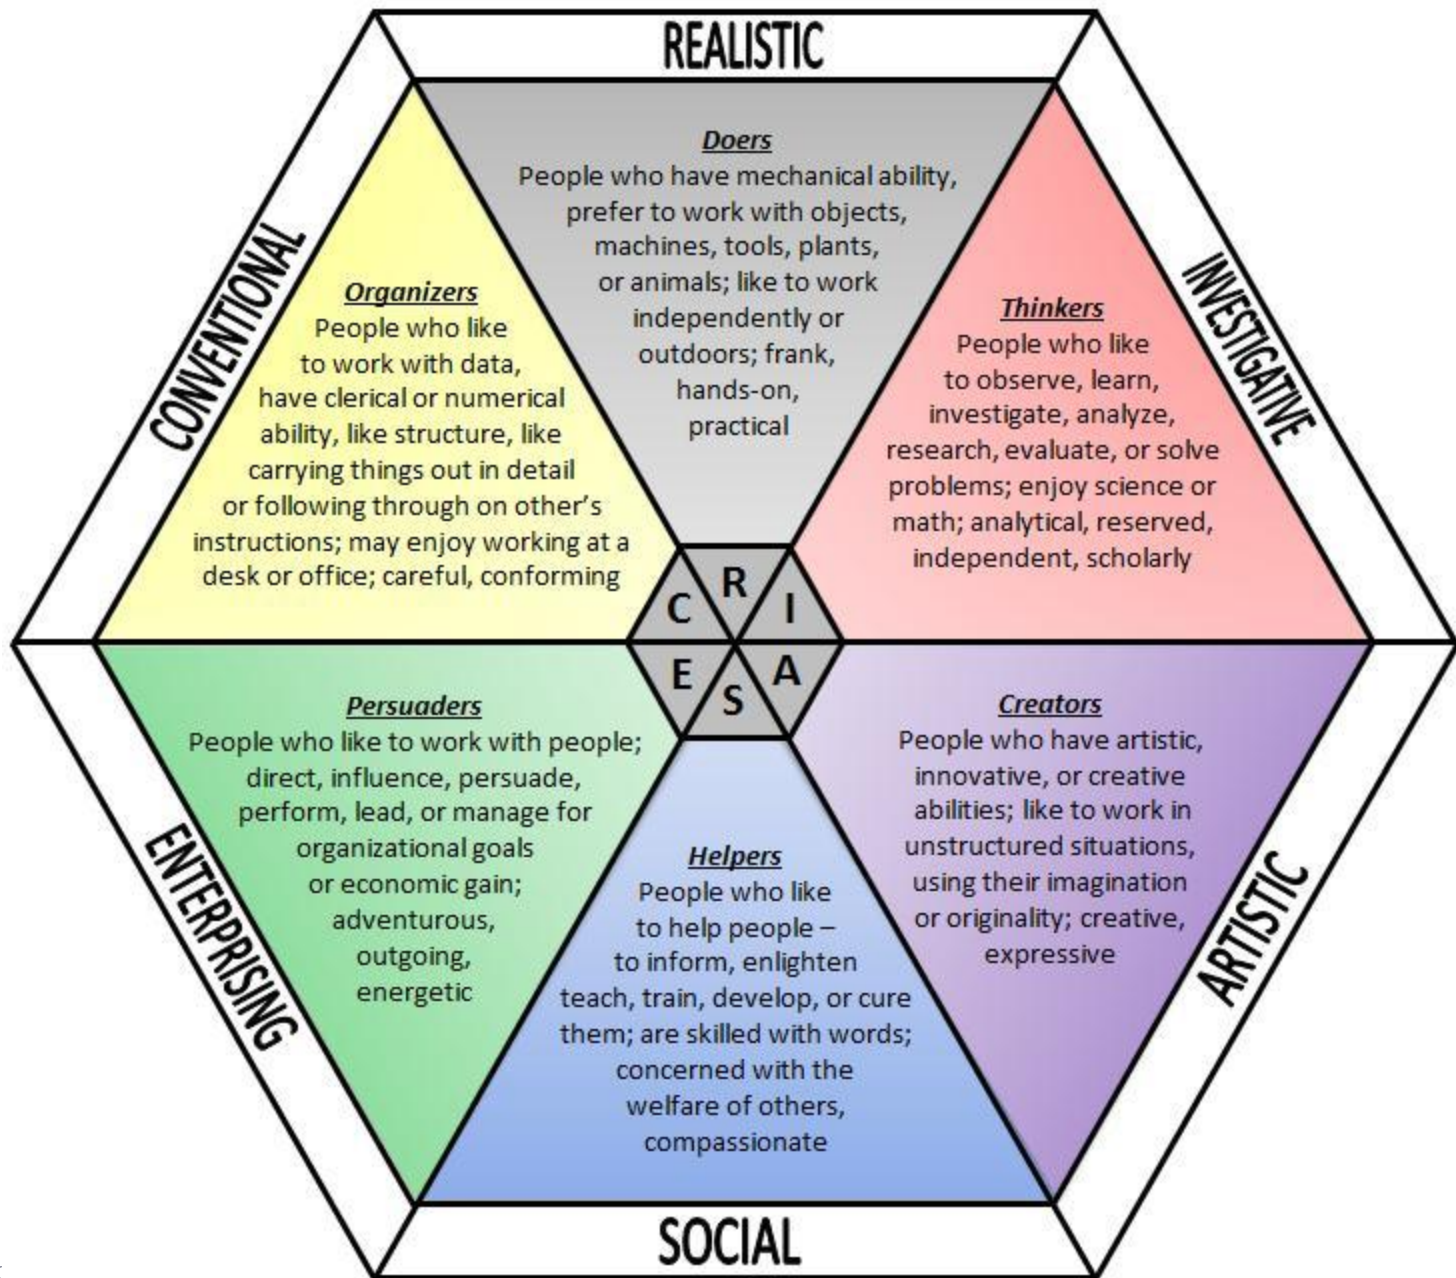 REALISTIC
Doers
People who have mechanical ability,
prefer to work with objects,
machines, tools, plants,
or animals; like to work
independently or
outdoors; frank,
hands-on,
practical
INVESTIGATIVE
Thinkers
People who like
to observe, learn,
investigate, analyze,
research, evaluate, or solve
problems; enjoy science or
math; analytical, reserved,
independent, scholarly
CONVENTIONAL
Organizers
People who like
to work with data,
have clerical or numerical
ability, like structure, like
carrying things out in detail
or following through on other's
instructions; may enjoy working at a
desk or office; careful, conforming
R
C
I
E
A
S
ENTERPRISING
Persuaders
People who like to work with people;
direct, influence, persuade,
perform, lead, or manage for
organizational goals
or economic gain;
adventurous,
outgoing,
energetic
ARTISTIC
Creators
People who have artistic,
innovative, or creative
abilities; like to work in
unstructured situations,
using their imagination
or originality; creative,
expressive
Helpers
People who like
to help people –
to inform, enlighten
teach, train, develop, or cure
them; are skilled with words;
concerned with the
welfare of others,
compassionate
SOCIAL